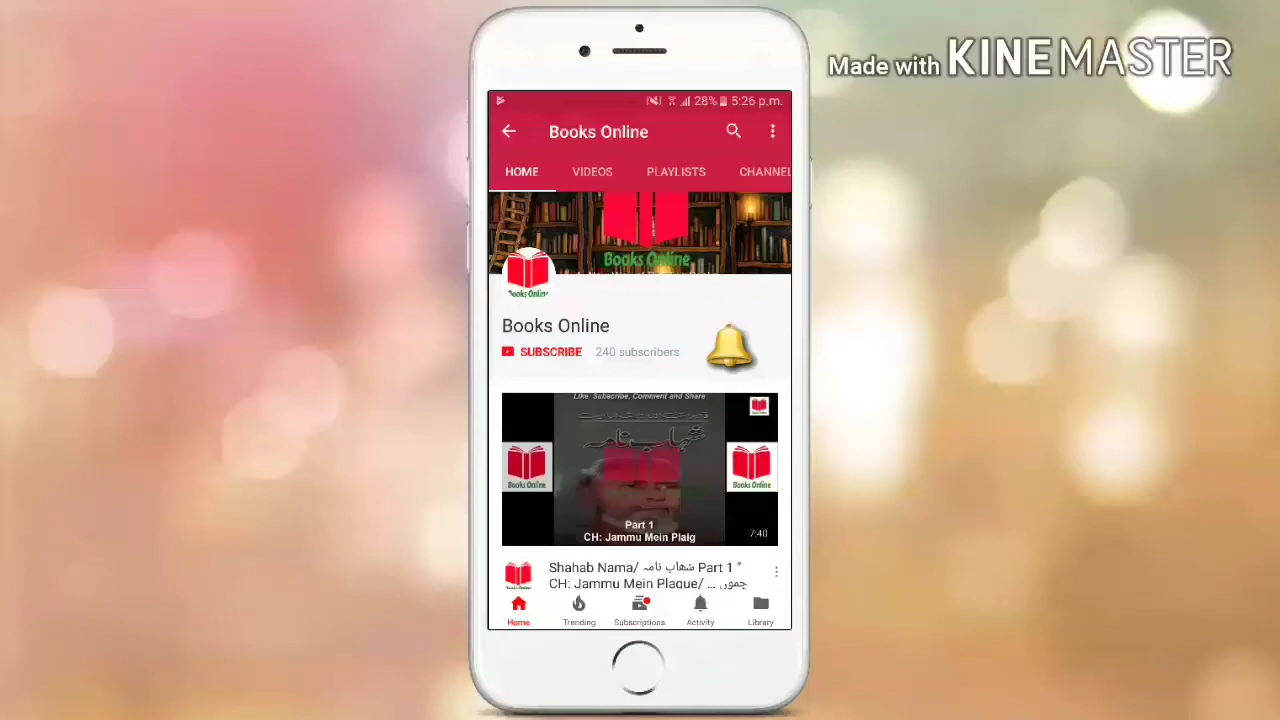 Made with KINEMASTER
28% 5:26 p.m.
Books Online
HOME VIDEOS PLAYLISTS CHANNEL
Books Online
Books Online
Books Online
SUBSCRIBE 240 subscribers
Like, Subscribe, Comment and Share
شہاب نامہ
Books Online
Books Online
Part 1
CH: Jammu Mein Plaig
7:40
Shahab Nama/ شہاب نامہ Part 1 "
CH: Jammu Mein Plague/ ... جموں
Books Online
Home Trending Subscriptions Activity Library